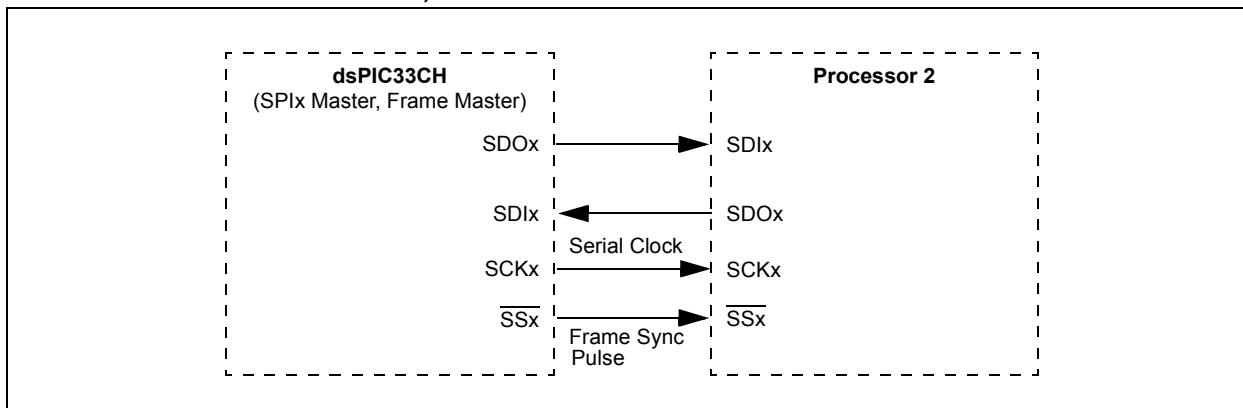 dsPIC33CH
(SPIx Master, Frame Master)
Processor 2
SDOx
SDIx
SDIx
SDOx
Serial Clock
SCKx
SCKx
SSx
SSx
Frame Sync
Pulse